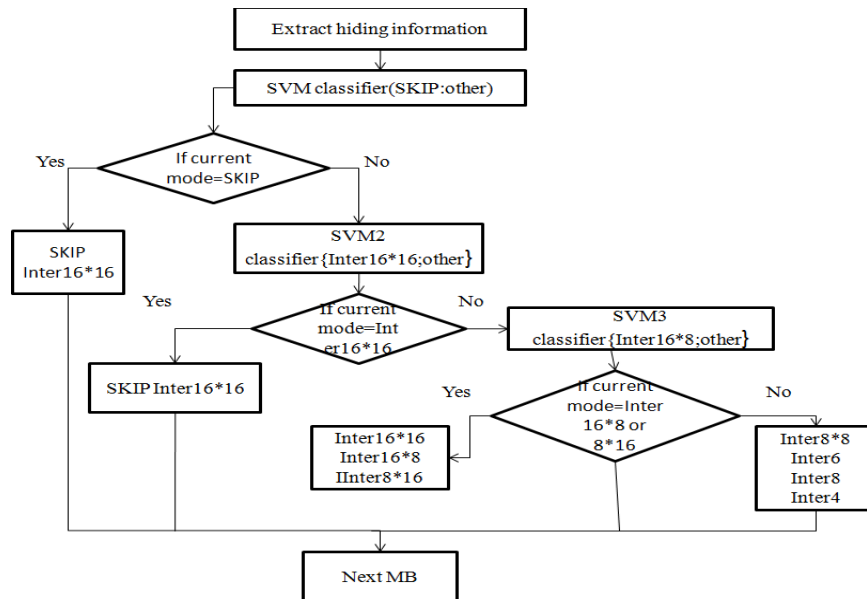 Extract hiding information
SVM classifier(SKIP:other)
If current
mode=SKIP
Yes
No
SKIP
Inter16*16
SVM2
classifier{Inter16*16;other}
Yes
No
If current
mode=Int
er16*16
SVM3
classifier{Inter16*8;other}
SKIP Inter16*16
Yes
No
If current
mode=Inter
16*8 or
8*16
Inter16*16
Inter16*8
IInter8*16
Inter8*8
Inter6
Inter8
Inter4
Next MB